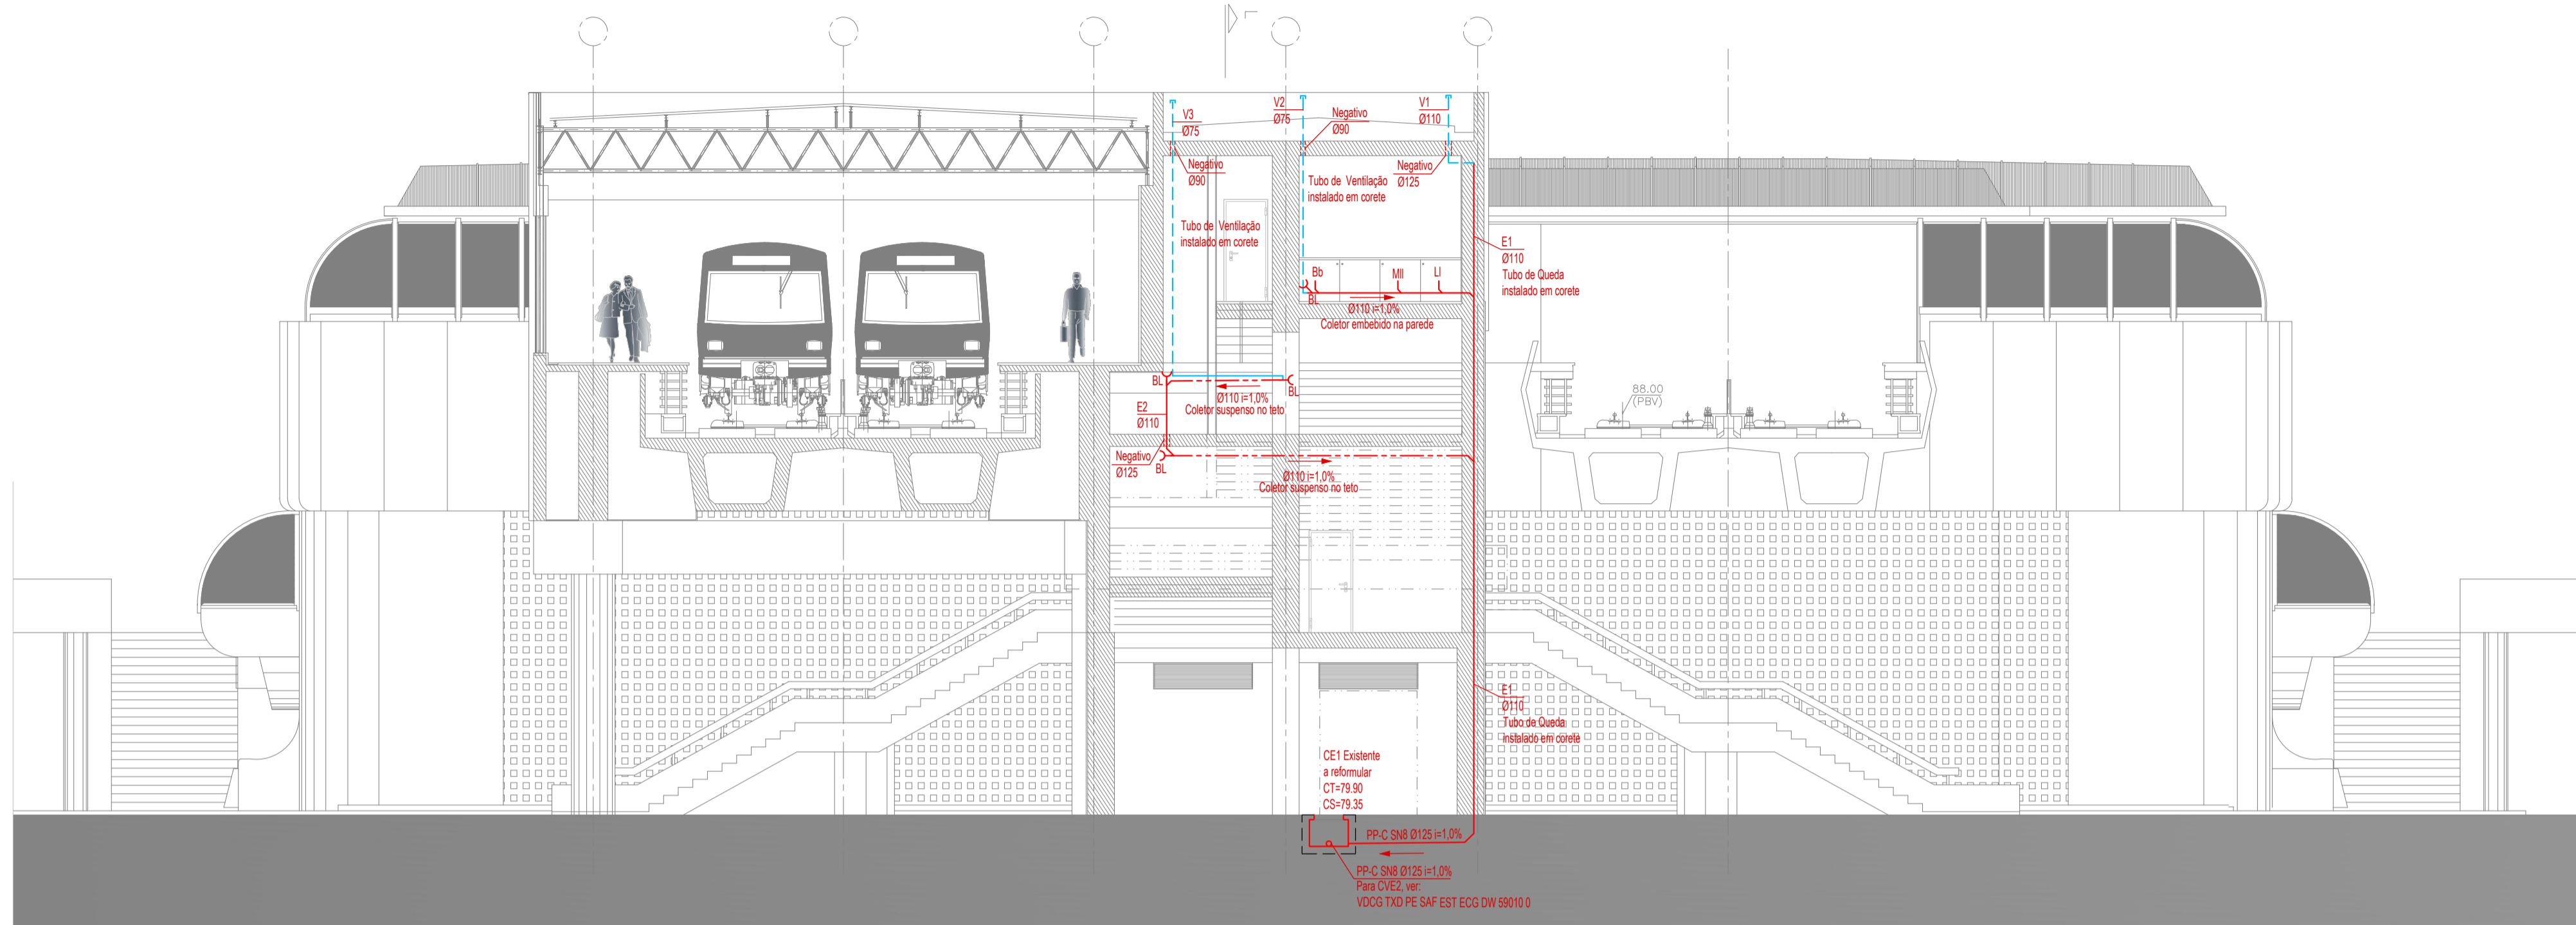 V3
Ø75
V2
Ø75
Negativo
Ø90
V1
Ø110
Negativo
Ø90
Tubo de Ventilação
instalado em corete
Negativo
Ø125
Tubo de Ventilação
instalado em corete
E1
Ø110
Tubo de Queda
instalado em corete
Bb
MII
LI
BL
Ø110 i=1,0%
Coletor embebido na parede
BL
BL
Ø110 i=1,0%
Coletor suspenso no teto
E2
Ø110
88.00
(PBV)
Negativo
Ø125
BL
Ø110 i=1,0%
Coletor suspenso no teto
E1
Ø110
Tubo de Queda
instalado em corete
CE1 Existente
a reformular
CT=79.90
CS=79.35
PP-C SN8 Ø125 i=1,0%
PP-C SN8 Ø125 i=1,0%
Para CVE2, ver:
VDCG TXD PE SAF EST ECG DW 59010 0